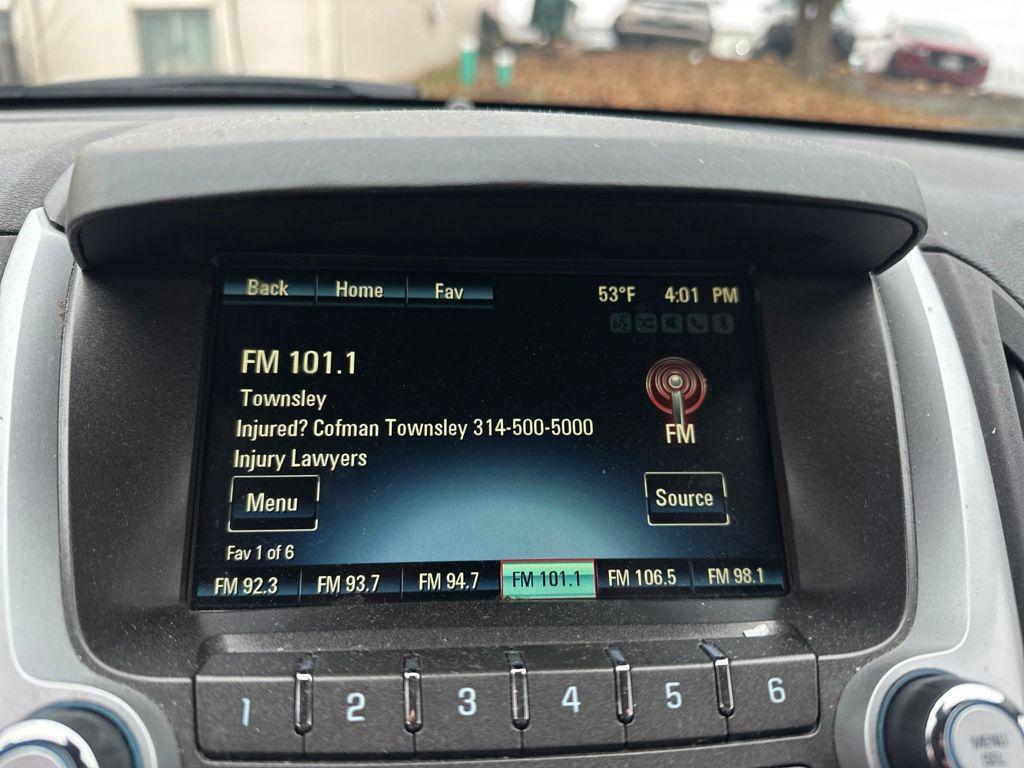 Back Home Fav 53°F 4:01 PM
FM 101.1
Townsley
Injured? Cofman Townsley 314-500-5000
FM
Injury Lawyers
Menu Source
Fav 1 of 6
FM 92.3 FM 93.7 FM 94.7 FM 101.1 FM 106.5 FM 98.1
1 2 3 4 5 6
MENU
SEL